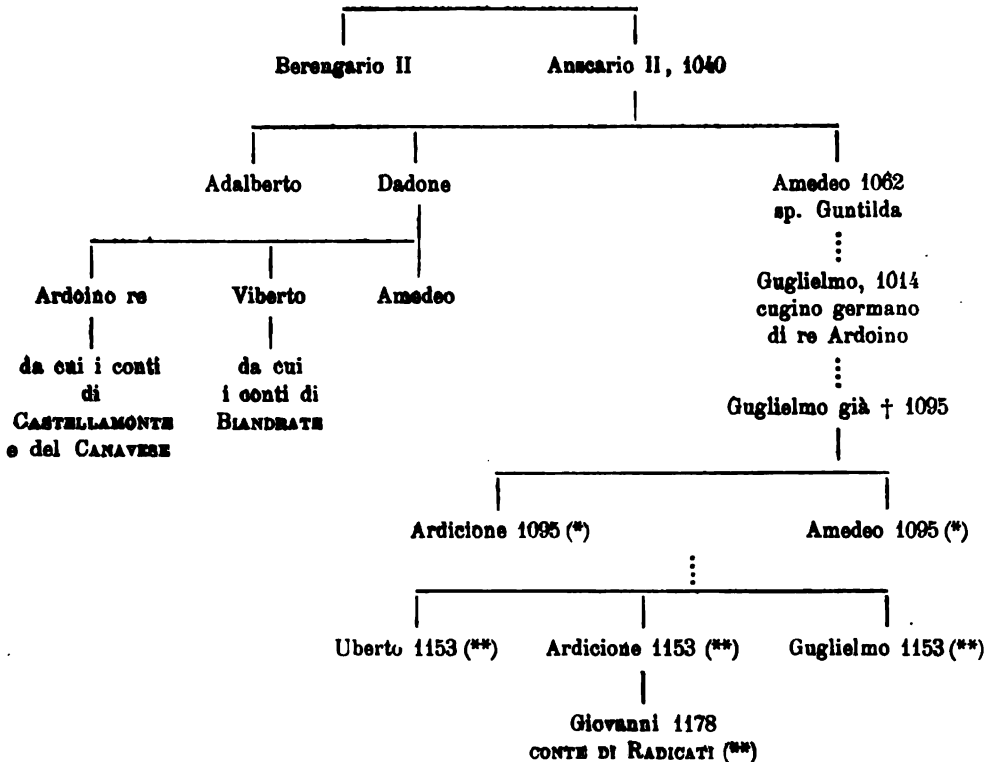 Berengario II Anscario II, 1040
Adalberto Dadone Amedeo 1062
sp. Guntilda
Ardoino re Viberto Amedeo Guglielmo, 1014
cugino germano
di re Ardoino
da cui i conti
di
CASTELLAMONTE
e del CANAVESE
da cui
i conti di
BIANDRATE
Guglielmo già † 1095
Ardicione 1095 (*) Amedeo 1095 (*)
Uberto 1153 (**) Ardicione 1153 (**) Guglielmo 1153 (**)
Giovanni 1178
CONTE DI RADICATI (**)